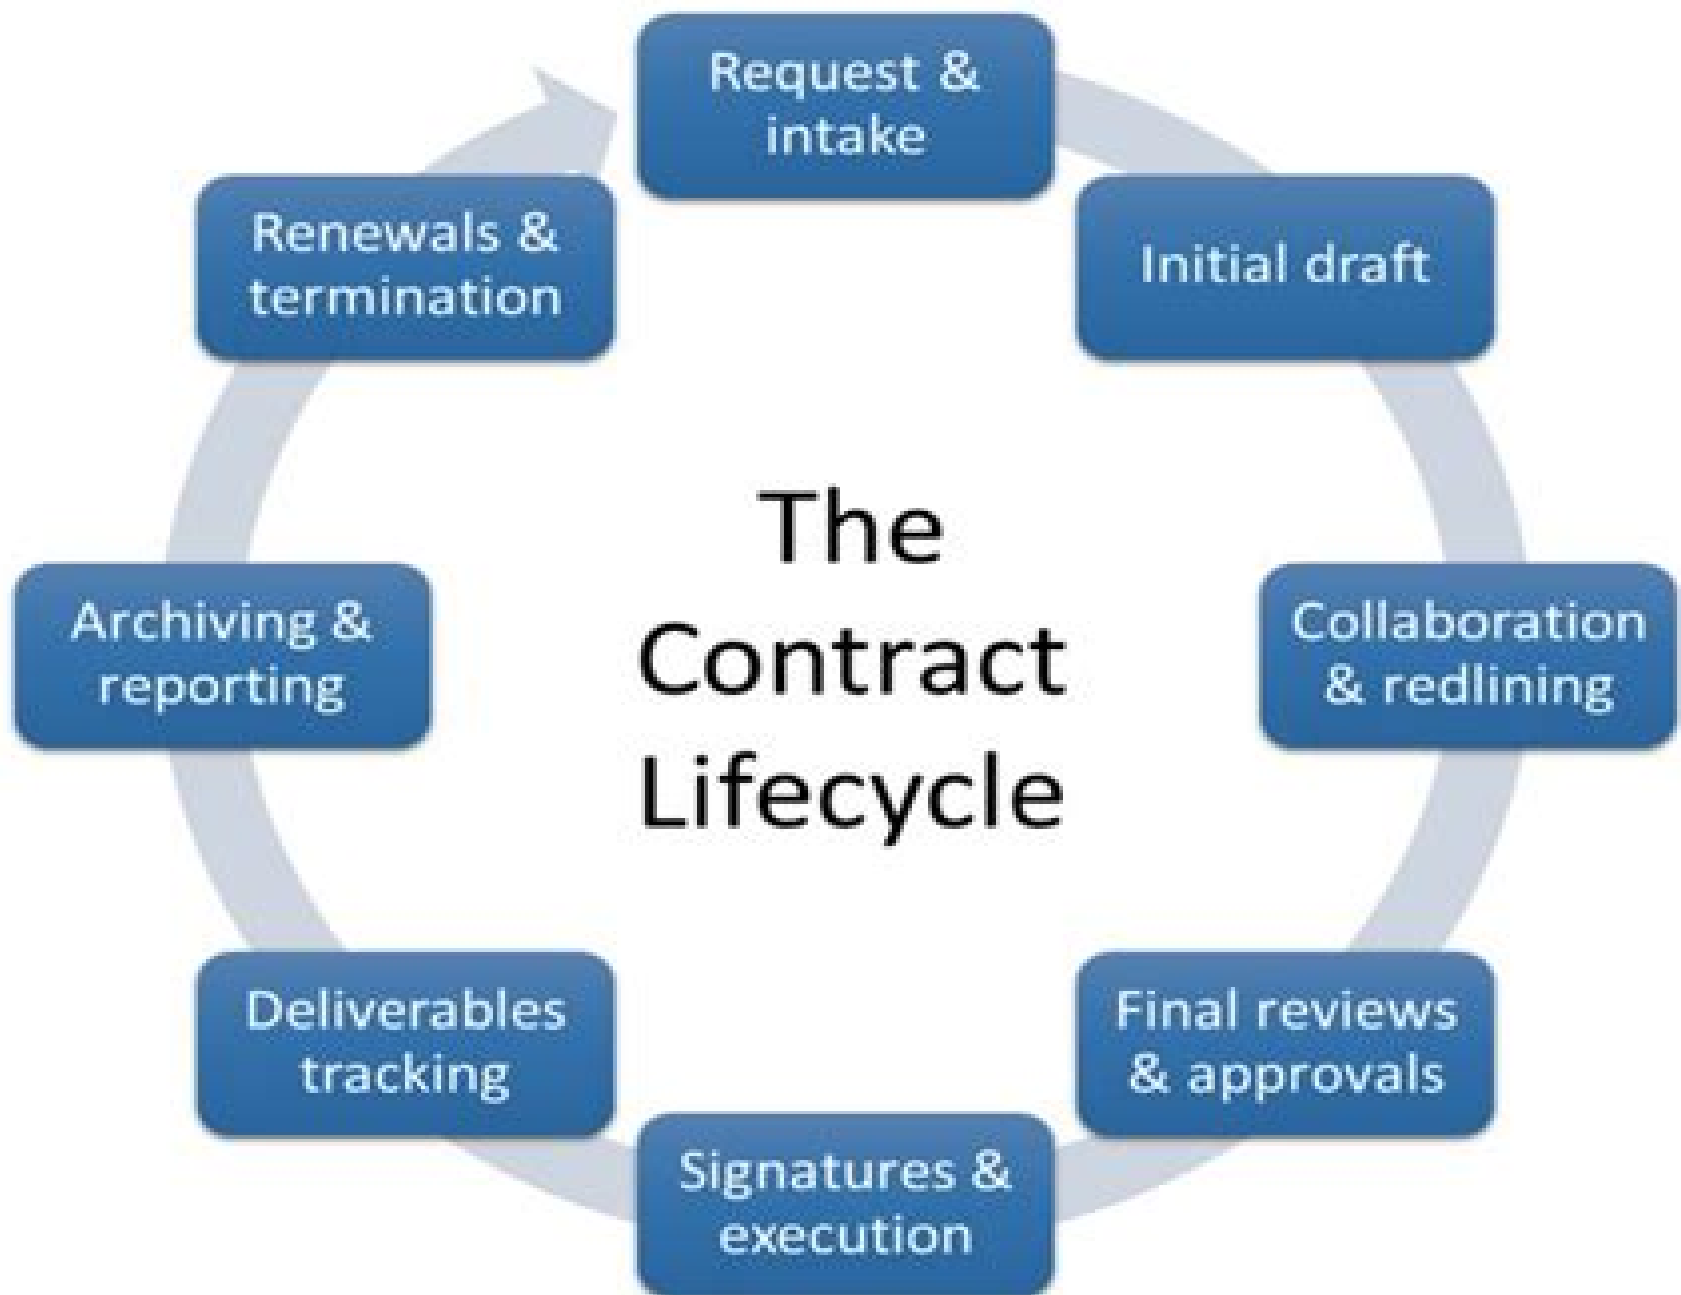 Request &
intake
Initial draft
Collaboration
& redlining
Final reviews
& approvals
Signatures &
execution
Deliverables
tracking
Archiving &
reporting
Renewals &
termination
The
Contract
Lifecycle